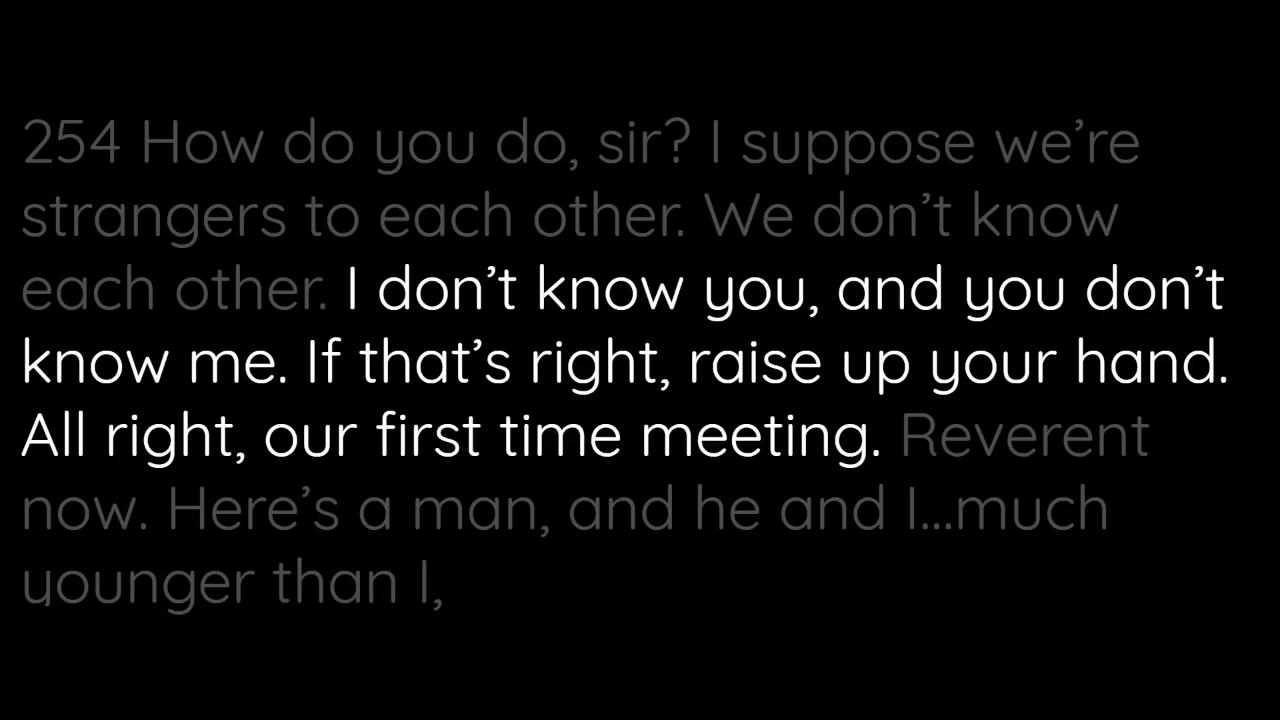 254 How do you do, sir? I suppose we’re
strangers to each other. We don’t know
each other. I don’t know you, and you don’t
know me. If that’s right, raise up your hand.
All right, our first time meeting. Reverent
now. Here’s a man, and he and I...much
younger than I,